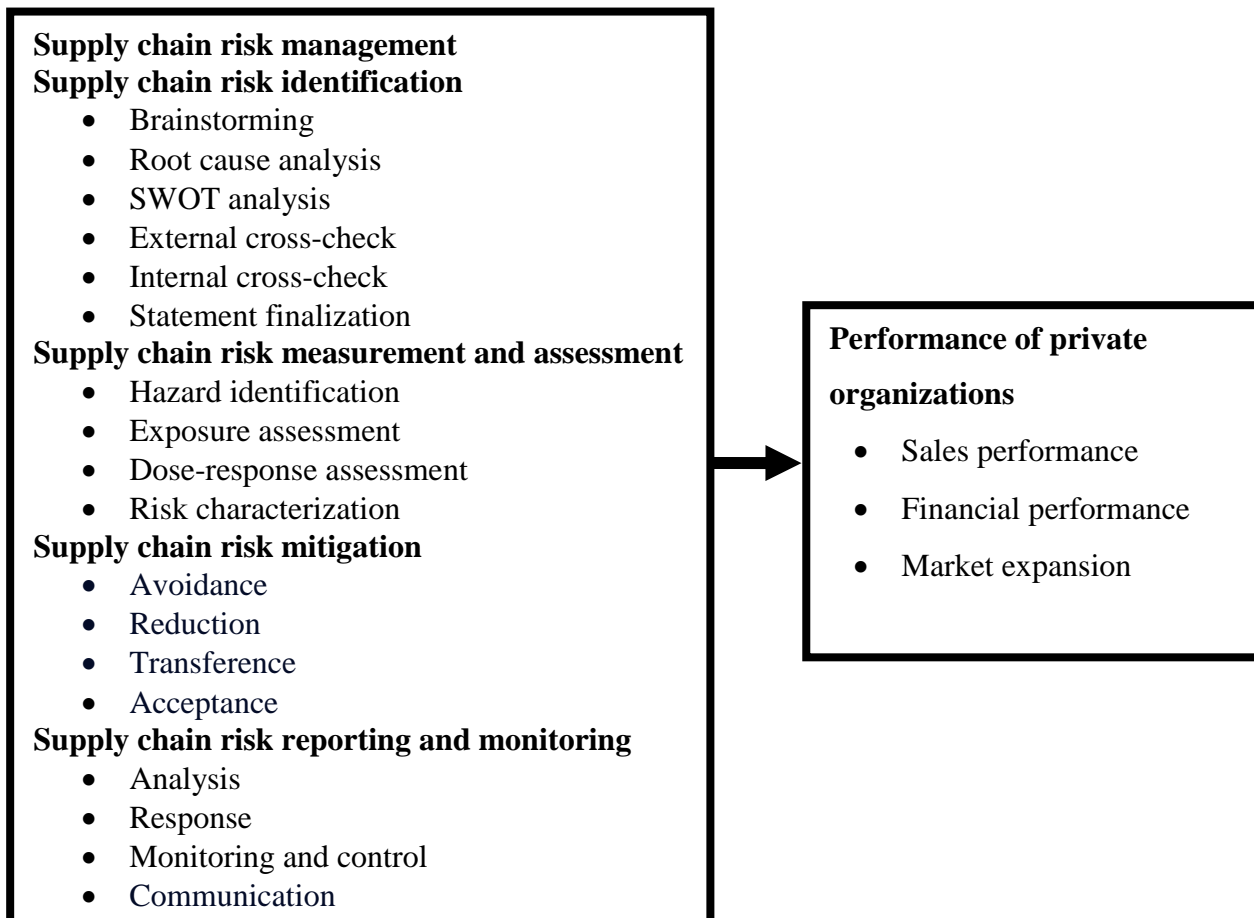 Supply chain risk management
Supply chain risk identification
• Brainstorming
• Root cause analysis
• SWOT analysis
• External cross-check
• Internal cross-check
• Statement finalization
Supply chain risk measurement and assessment
• Hazard identification
• Exposure assessment
• Dose-response assessment
• Risk characterization
Supply chain risk mitigation
• Avoidance
• Reduction
• Transference
• Acceptance
Supply chain risk reporting and monitoring
• Analysis
• Response
• Monitoring and control
• Communication
Performance of private
organizations
• Sales performance
• Financial performance
• Market expansion